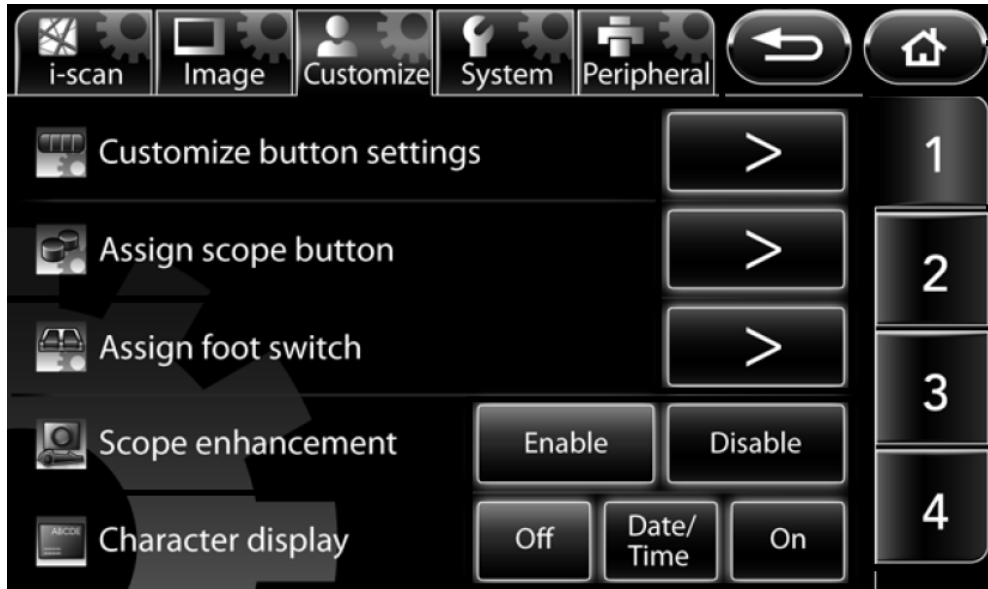 i-scan
Image
Customize
System
Peripheral
Customize button settings
>
1
Assign scope button
>
2
Assign foot switch
>
3
Scope enhancement
Enable
Disable
Character display
ABCDE
Off
Date/
Time
On
4